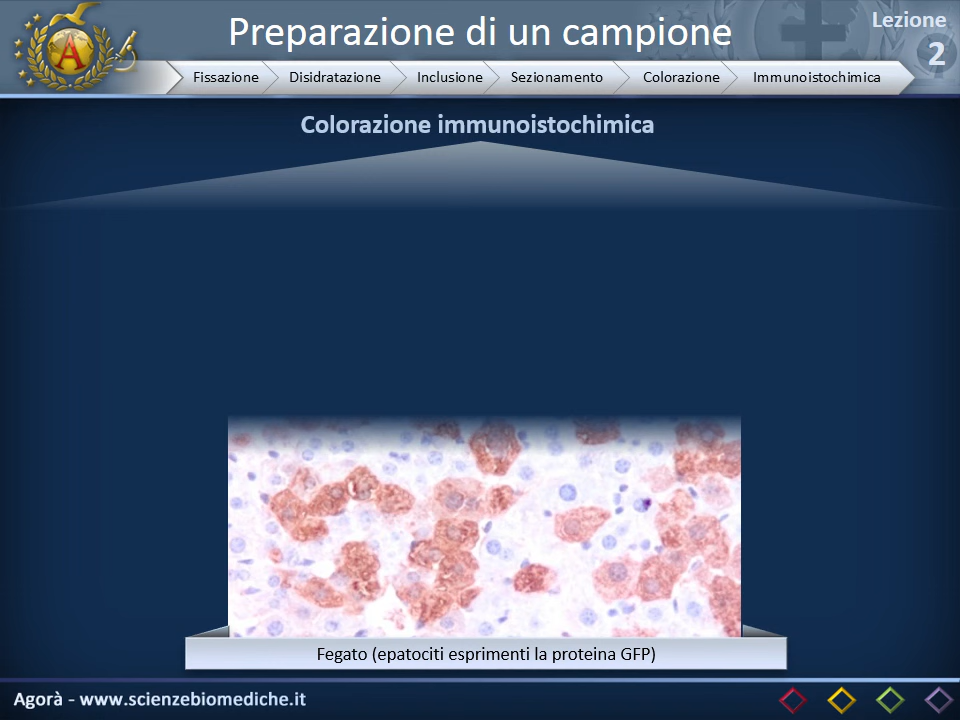 Preparazione di un campione
Lezione
2
Fissazione
Disidratazione
Inclusione
Sezionamento
Colorazione
Immunoistochimica
A
Colorazione immunoistochimica
Fegato (epatociti esprimenti la proteina GFP)
Agorà - www.scienzebiomediche.it